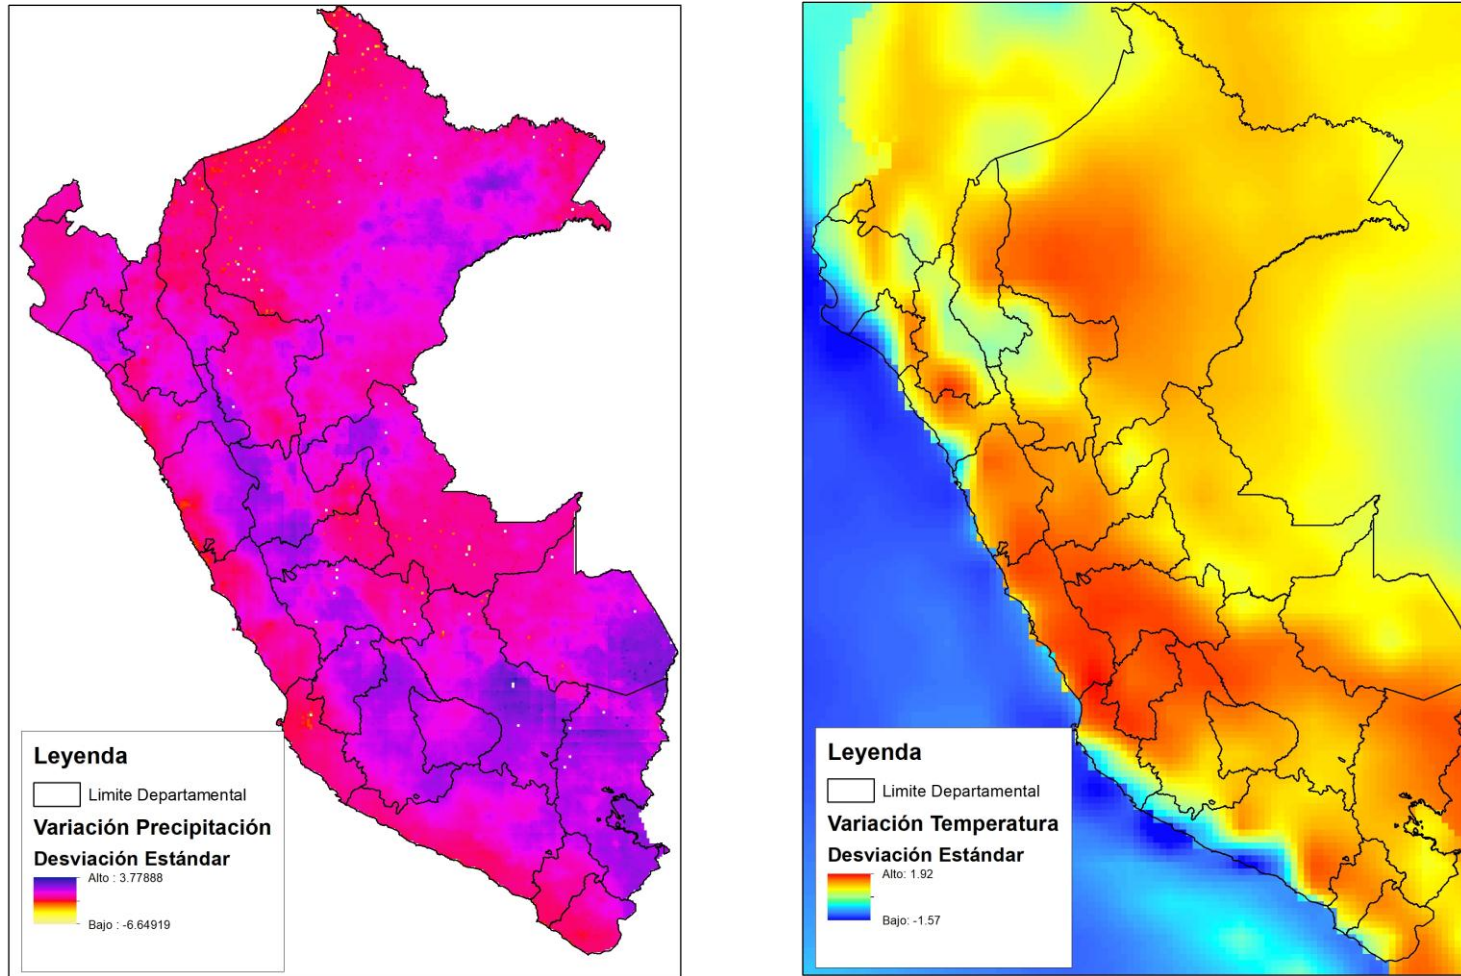 Leyenda
Limite Departamental
Variación Precipitación
Desviación Estándar
Alto : 3.77888
Bajo : -6.64919
Leyenda
Limite Departamental
Variación Temperatura
Desviación Estándar
Alto: 1.92
Bajo: -1.57